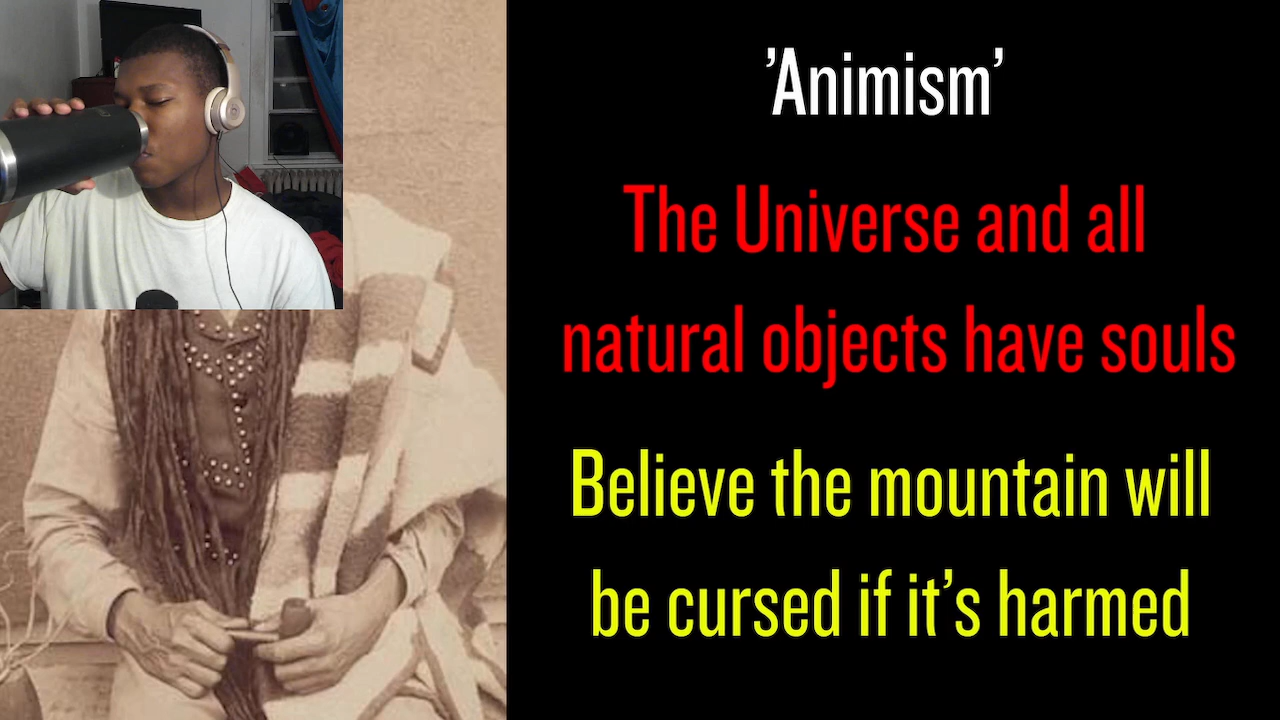 'Animism'
The Universe and all
natural objects have souls
Believe the mountain will
be cursed if it's harmed